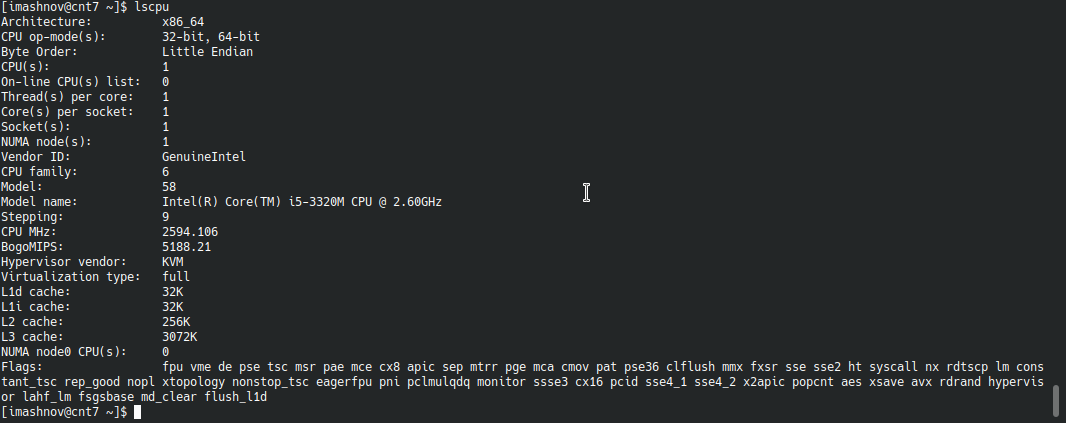 [imashnov@cnt7 ~]$ lscpu
Architecture:          x86_64
CPU op-mode(s):        32-bit, 64-bit
Byte Order:            Little Endian
CPU(s):                1
On-line CPU(s) list:   0
Thread(s) per core:    1
Core(s) per socket:    1
Socket(s):             1
NUMA node(s):          1
Vendor ID:             GenuineIntel
CPU family:            6
Model:                 58
Model name:            Intel(R) Core(TM) i5-3320M CPU @ 2.60GHz
Stepping:              9
CPU MHz:               2594.106
BogoMIPS:              5188.21
Hypervisor vendor:     KVM
Virtualization type:   full
L1d cache:             32K
L1i cache:             32K
L2 cache:              256K
L3 cache:              3072K
NUMA node0 CPU(s):     0
Flags:                 fpu vme de pse tsc msr pae mce cx8 apic sep mtrr pge mca cmov pat pse36 clflush mmx fxsr sse sse2 ht syscall nx rdtscp lm cons
tant_tsc rep_good nopl xtopology nonstop_tsc eagerfpu pni pclmulqdq monitor ssse3 cx16 pcid sse4_1 sse4_2 x2apic popcnt aes xsave avx rdrand hypervis
or lahf_lm fsgsbase md_clear flush_l1d
[imashnov@cnt7 ~]$